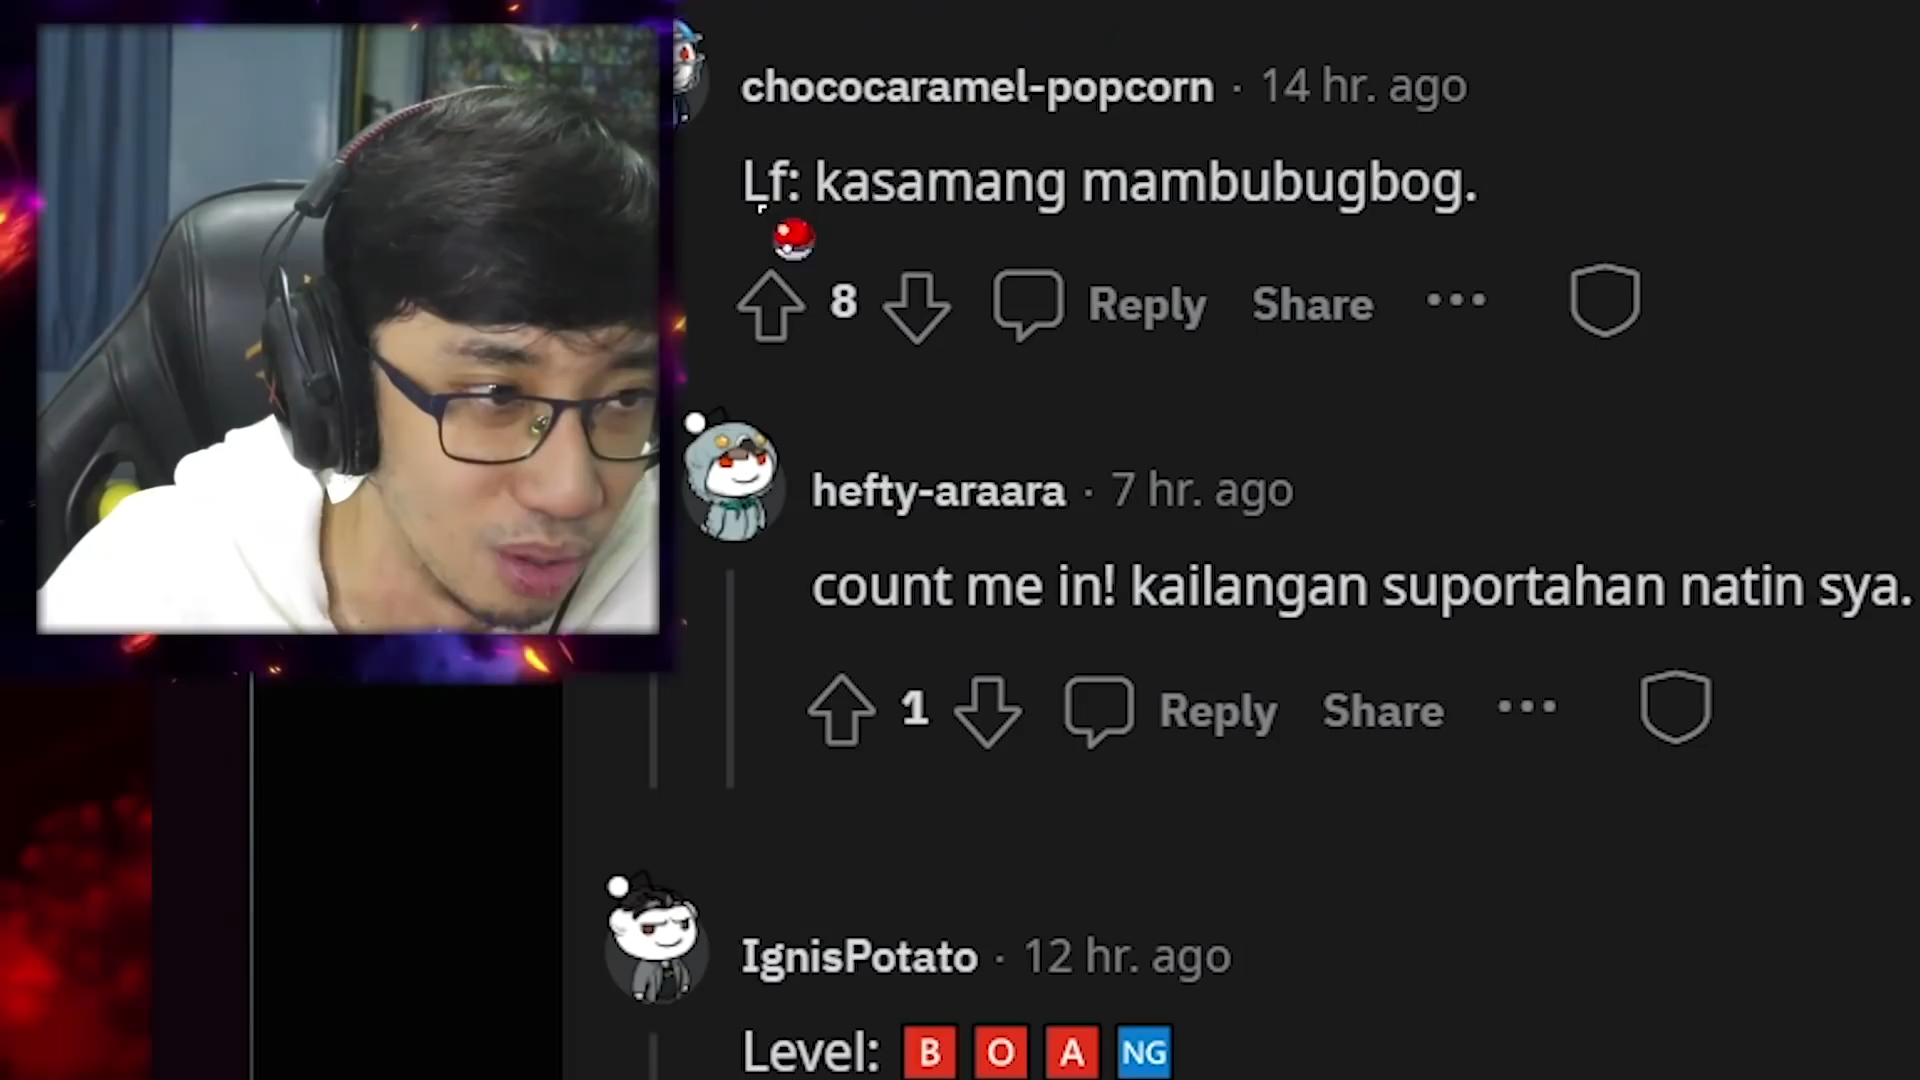 chococaramel-popcorn · 14 hr. ago
Lf: kasamang mambubugbog.
8 Reply Share ...
hefty-araara · 7 hr. ago
count me in! kailangan suportahan natin sya.
1 Reply Share ...
IgnisPotato · 12 hr. ago
Level: B O A NG